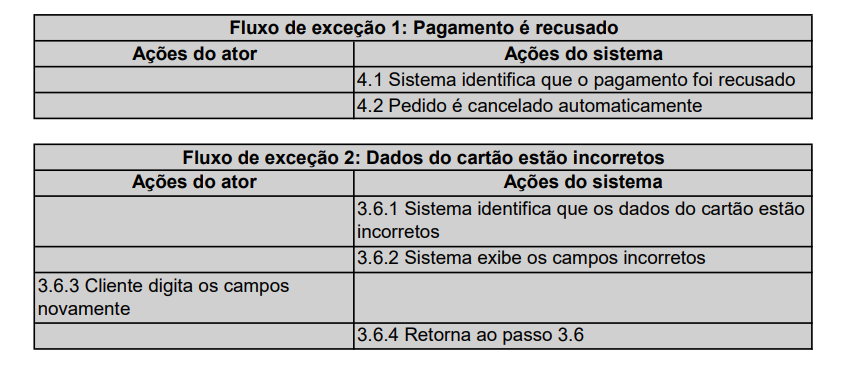 Fluxo de exceção 1: Pagamento é recusado
Ações do ator
Ações do sistema
4.1 Sistema identifica que o pagamento foi recusado
4.2 Pedido é cancelado automaticamente
Fluxo de exceção 2: Dados do cartão estão incorretos
Ações do ator
Ações do sistema
3.6.1 Sistema identifica que os dados do cartão estão
incorretos
3.6.2 Sistema exibe os campos incorretos
3.6.3 Cliente digita os campos
novamente
3.6.4 Retorna ao passo 3.6